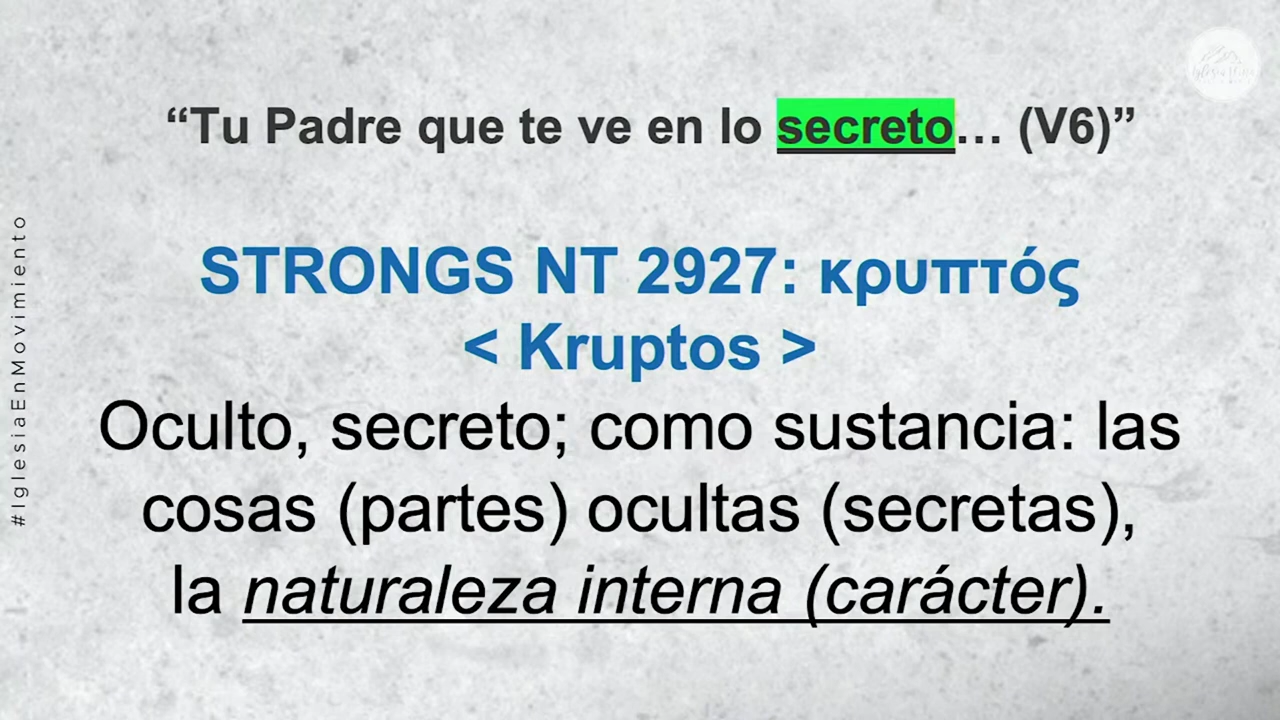 “Tu Padre que te ve en lo secreto… (V6)”
STRONGS NT 2927: κρυπτός
< Kruptos >
Oculto, secreto; como sustancia: las
cosas (partes) ocultas (secretas),
la naturaleza interna (carácter).
#IglesiaEnMovimiento